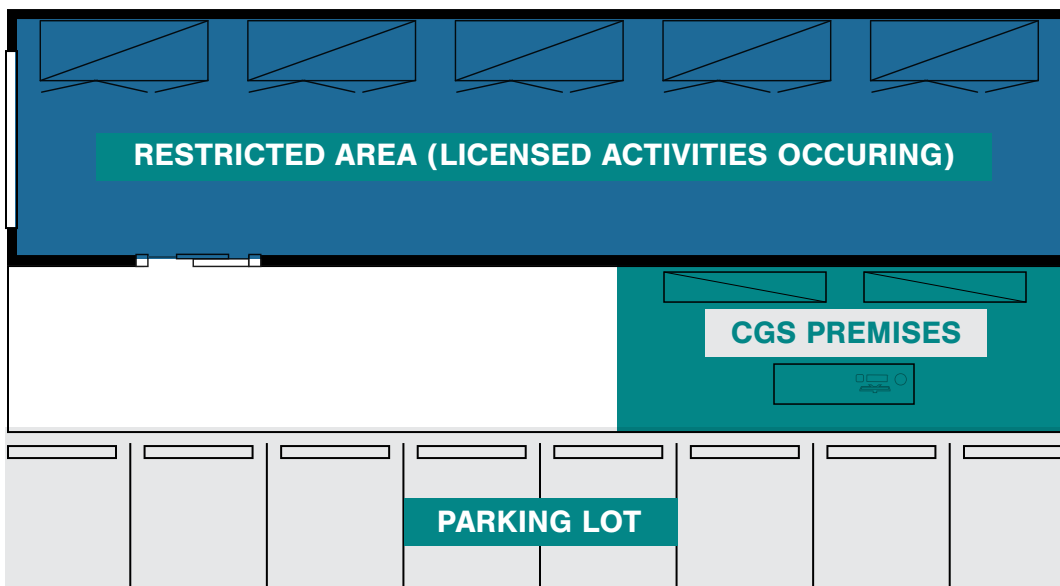 RESTRICTED AREA (LICENSED ACTIVITIES OCCURING)
CGS PREMISES
PARKING LOT